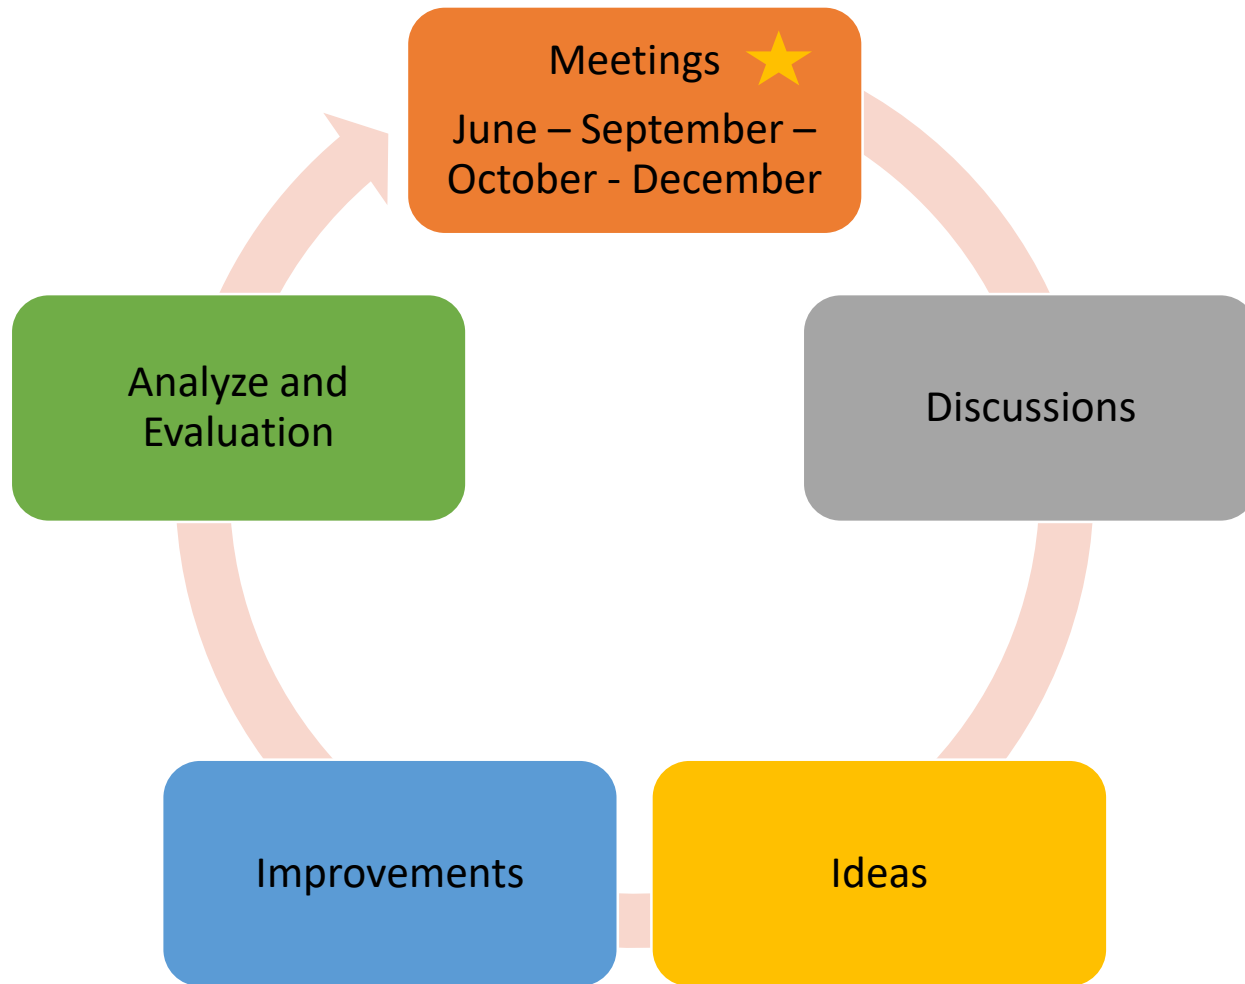 Meetings
June – September –
October - December
Discussions
Ideas
Improvements
Analyze and
Evaluation